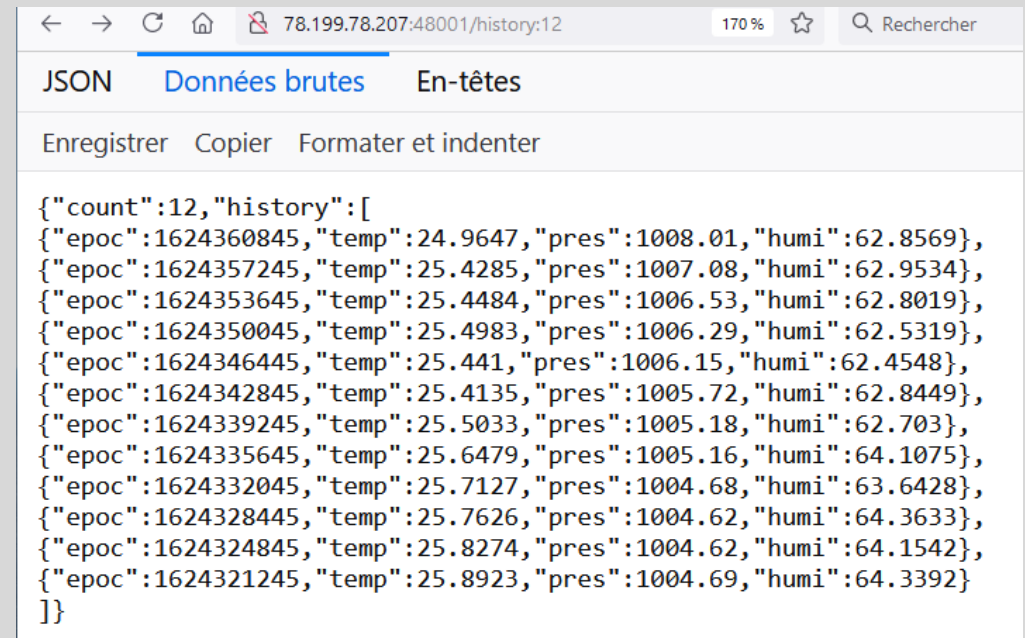 78.199.78.207:48001/history:12 170 % Rechercher
JSON Données brutes En-têtes
Enregistrer Copier Formater et indenter
{"count":12,"history":[
{"epoc":1624360845,"temp":24.9647,"pres":1008.01,"humi":62.8569},
{"epoc":1624357245,"temp":25.4285,"pres":1007.08,"humi":62.9534},
{"epoc":1624353645,"temp":25.4484,"pres":1006.53,"humi":62.8019},
{"epoc":1624350045,"temp":25.4983,"pres":1006.29,"humi":62.5319},
{"epoc":1624346445,"temp":25.441,"pres":1006.15,"humi":62.4548},
{"epoc":1624342845,"temp":25.4135,"pres":1005.72,"humi":62.8449},
{"epoc":1624339245,"temp":25.5033,"pres":1005.18,"humi":62.703},
{"epoc":1624335645,"temp":25.6479,"pres":1005.16,"humi":64.1075},
{"epoc":1624332045,"temp":25.7127,"pres":1004.68,"humi":63.6428},
{"epoc":1624328445,"temp":25.7626,"pres":1004.62,"humi":64.3633},
{"epoc":1624324845,"temp":25.8274,"pres":1004.62,"humi":64.1542},
{"epoc":1624321245,"temp":25.8923,"pres":1004.69,"humi":64.3392}
]}